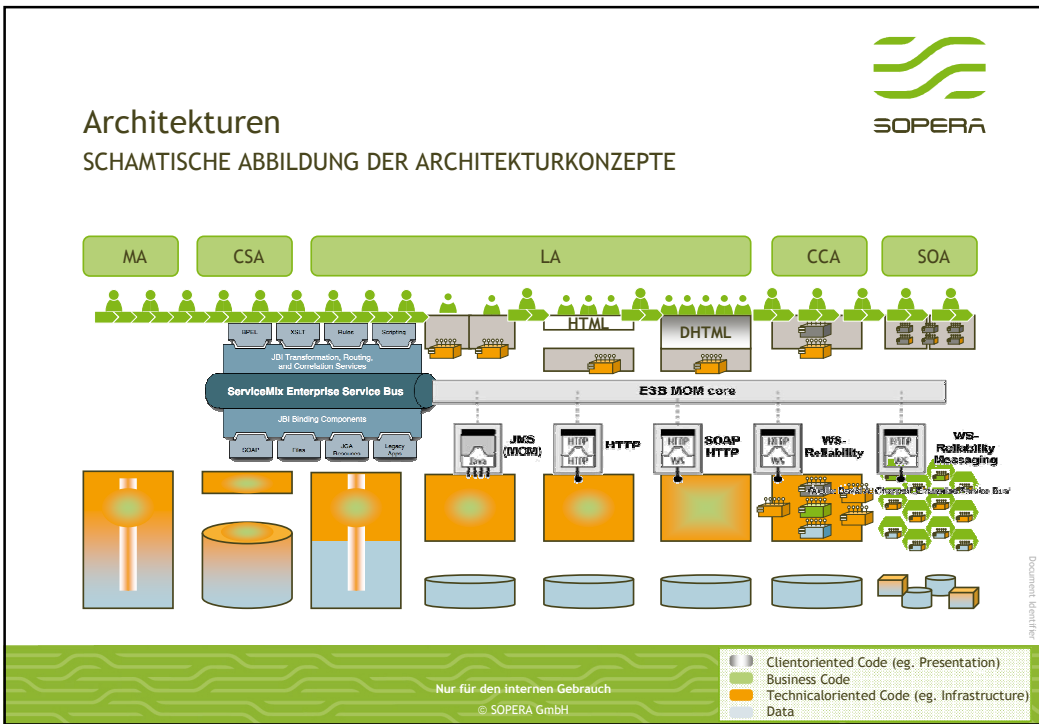 SOPERA
Architekturen
SCHAMTISCHE ABBILDUNG DER ARCHITEKTURKONZEPTE
MA
CSA
LA
CCA
SOA
BPEL
XSLT
Rules
Scripting
HTML
DHTML
JBI Transformation, Routing,
and Correlation Services
ServiceMix Enterprise Service Bus
ESB MOM core
JBI Binding Components
SOAP
Files
JCA
Resource
Legacy
Apps
Java
JMS
(MOM)
HTTP
HTTP
HTTP
HTTP
WS
SOAP
HTTP
HTTP
WS
WS-
Reliability
HTTP
WS
WS-
Reliability
Messaging
Service Bus'
Document Identifier
Nur für den internen Gebrauch
© SOPERA GmbH
Clientoriented Code (eg. Presentation)
Business Code
Technicaloriented Code (eg. Infrastructure)
Data